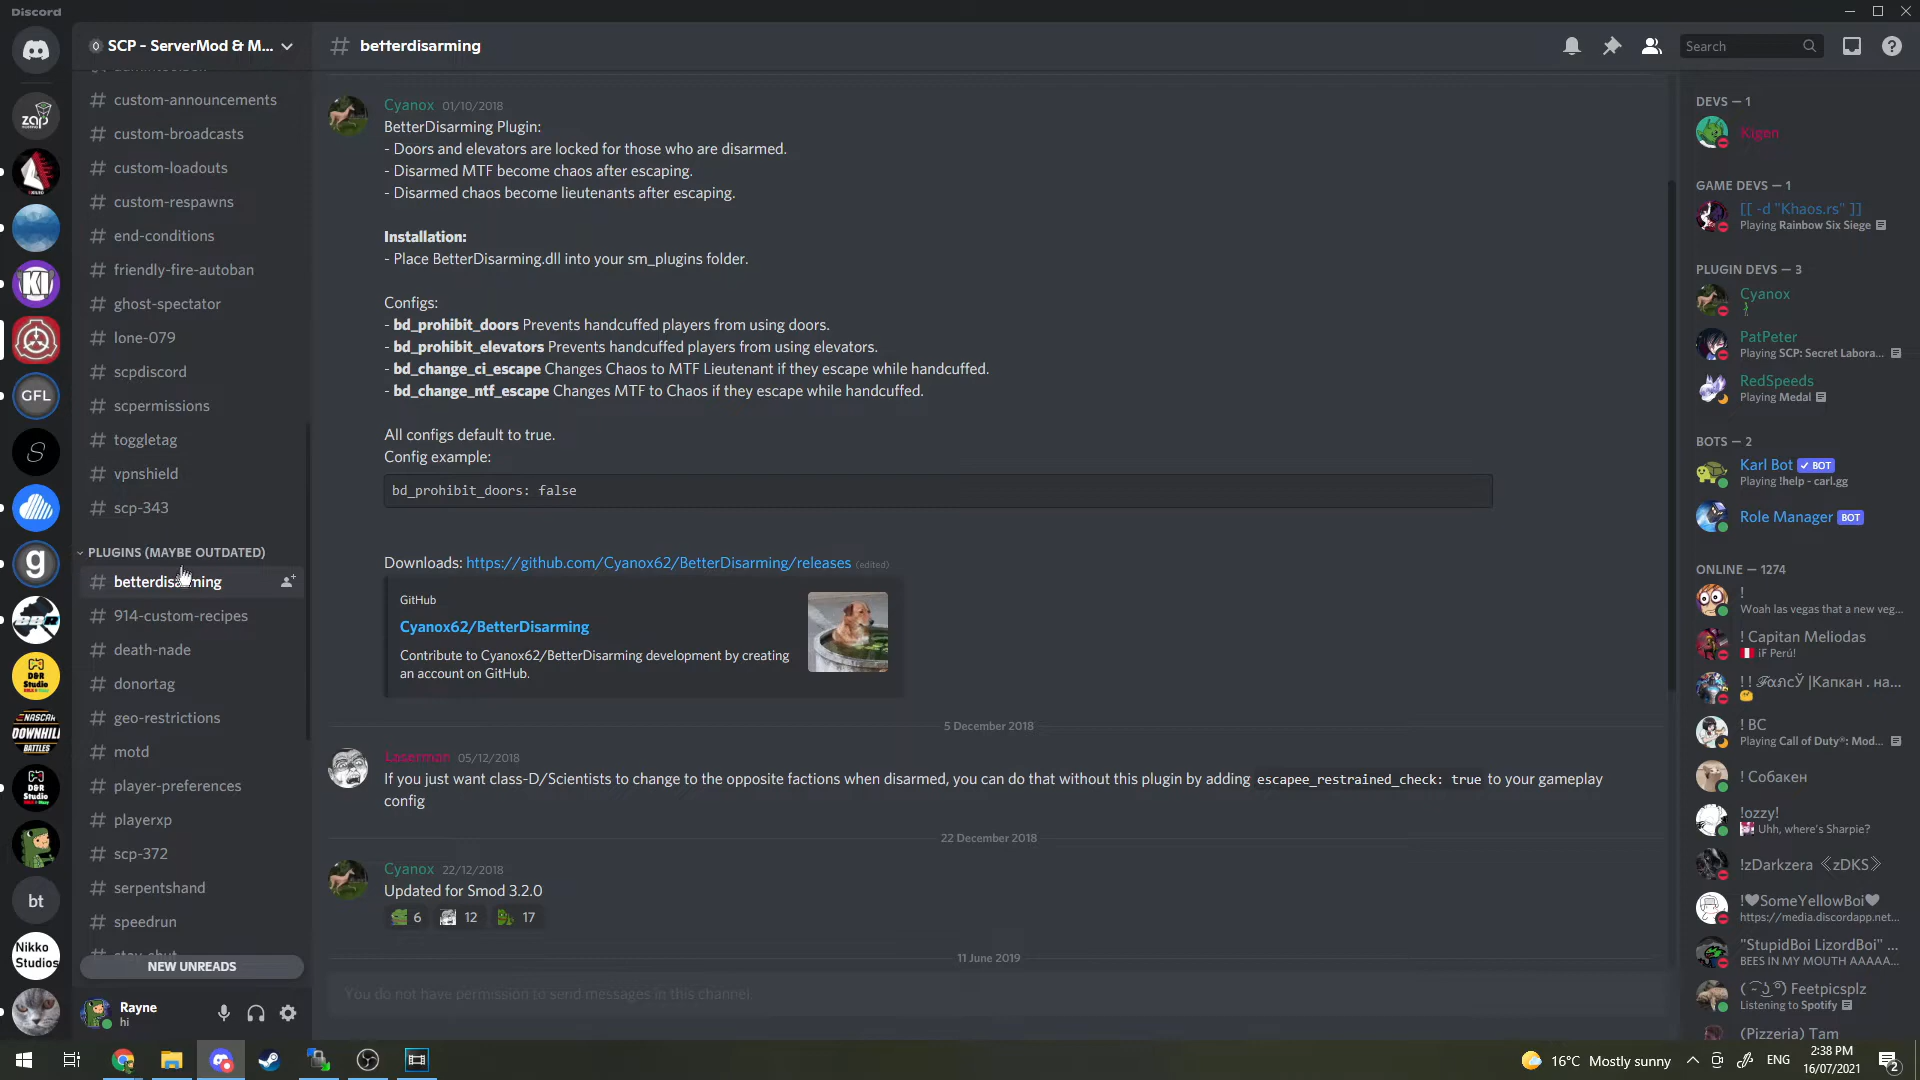 Discord
SCP - ServerMod & M...
betterdisarming
Search
custom-announcements
custom-broadcasts
custom-loadouts
custom-respawns
end-conditions
friendly-fire-autoban
ghost-spectator
lone-079
scpdiscord
scpermissions
toggletag
vpnshield
scp-343
PLUGINS (MAYBE OUTDATED)
betterdisarming
914-custom-recipes
death-nade
donortag
geo-restrictions
motd
player-preferences
playerxp
scp-372
serpentshand
speedrun
NEW UNREADS
Rayne
hi
zap
KI
GFL
S
g
D&R
Studio
NASCAR
DOWNHILL
BATTLES
D&R
Studio
bt
Nikko
Studios
Cyanox 01/10/2018
BetterDisarming Plugin:
- Doors and elevators are locked for those who are disarmed.
- Disarmed MTF become chaos after escaping.
- Disarmed chaos become lieutenants after escaping.
Installation:
- Place BetterDisarming.dll into your sm_plugins folder.
Configs:
- bd_prohibit_doors Prevents handcuffed players from using doors.
- bd_prohibit_elevators Prevents handcuffed players from using elevators.
- bd_change_ci_escape Changes Chaos to MTF Lieutenant if they escape while handcuffed.
- bd_change_ntf_escape Changes MTF to Chaos if they escape while handcuffed.
All configs default to true.
Config example:
bd_prohibit_doors: false
Downloads: https://github.com/Cyanox62/BetterDisarming/releases (edited)
GitHub
Cyanox62/BetterDisarming
Contribute to Cyanox62/BetterDisarming development by creating
an account on GitHub.
5 December 2018
Laserman 05/12/2018
If you just want class-D/Scientists to change to the opposite factions when disarmed, you can do that without this plugin by adding escapee_restrained_check: true to your gameplay
config
22 December 2018
Cyanox 22/12/2018
Updated for Smod 3.2.0
6 12 17
11 June 2019
You do not have permission to send messages in this channel.
DEVS — 1
Kigen
GAME DEVS — 1
[[ -d "Khaos.rs" ]]
Playing Rainbow Six Siege
PLUGIN DEVS — 3
Cyanox
PatPeter
Playing SCP: Secret Labora...
RedSpeeds
Playing Medal
BOTS — 2
Karl Bot ✓ BOT
Playing !help - carl.gg
Role Manager BOT
ONLINE — 1274
!
Woah las vegas that a new veg...
! Capitan Meliodas
¡F Perú!
! BC
Playing Call of Duty®: Mod...
! Собакен
!ozzy!
Uhh, where's Sharpie?
!zDarkzera 《zDKS》
!♥SomeYellowBoi♥
https://media.discordapp.net...
"StupidBoi LizordBoi" ...
BEES IN MY MOUTH AAAAA...
Feetpicsplz
Listening to Spotify
(Pizzeria) Tam
16°C Mostly sunny
ENG
2:38 PM
16/07/2021
2